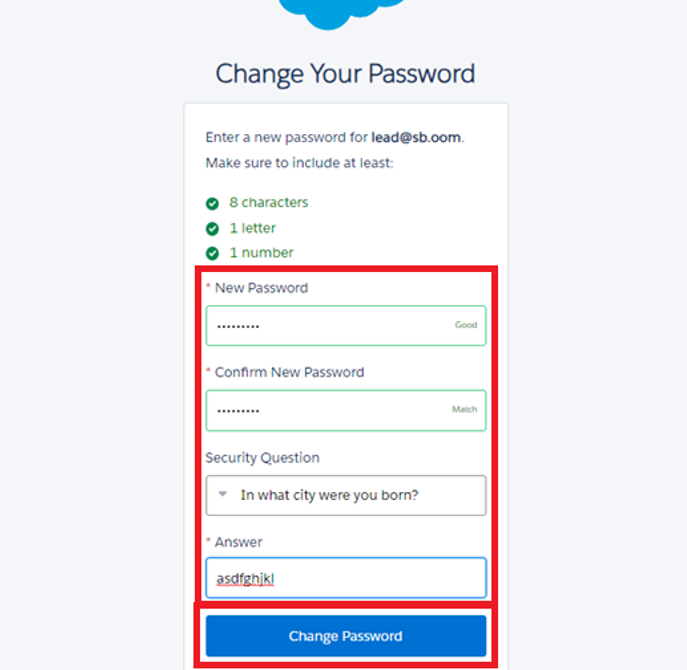 Change Your Password
Enter a new password for lead@sb.oom.
Make sure to include at least:
8 characters
1 letter
1 number
* New Password
••••••••• Good
* Confirm New Password
••••••••• Match
Security Question
In what city were you born?
* Answer
asdfghjkl
Change Password